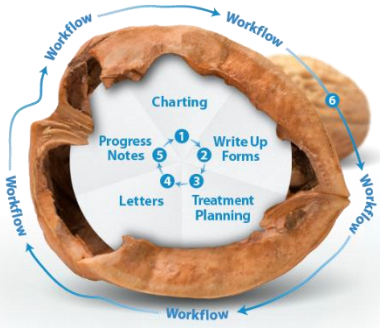 Workflow
Workflow
Charting
6
Progress
Notes
1
Write Up
Forms
5
2
4
3
Letters
Treatment
Planning
Workflow
Workflow
Workflow